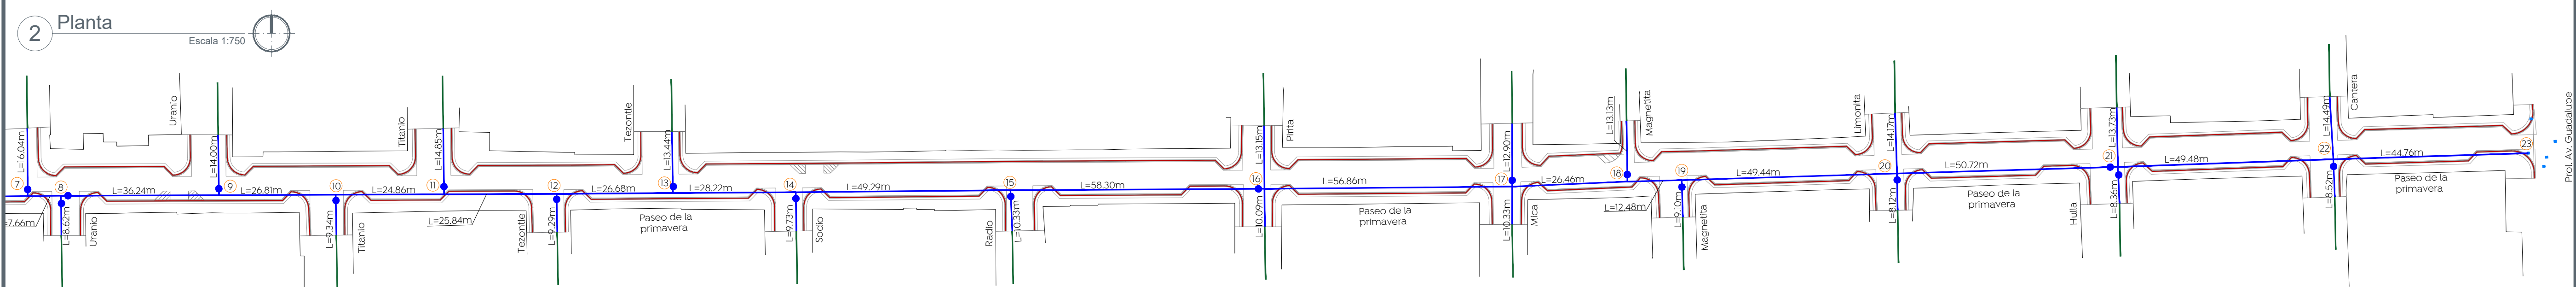 2
Planta
Escala 1:750
Uranio
Titanio
Tezontle
Pirita
L=13.13m
Magnetita
Limonita
Cantera
Prol. Av. Guadalupe
L=16.04m
L=14.00m
L=14.85m
L=13.44m
L=13.15m
L=12.90m
L=14.17m
L=13.73m
L=14.49m
7
8
L=36.24m
9
L=26.81m
10
L=24.86m
11
12
L=26.68m
13
L=28.22m
14
L=49.29m
15
L=58.30m
16
L=56.86m
17
L=26.46m
18
19
L=49.44m
20
L=50.72m
21
L=49.48m
22
L=44.76m
23
=7.66m
L=8.62m
Uranio
L=9.34m
Titanio
L=25.84m
Tezontle
L=9.29m
Paseo de la
primavera
L=9.73m
Sodio
Radio
L=10.33m
L=10.09m
Paseo de la
primavera
L=10.33m
Mica
L=12.48m
L=9.10m
Magnetita
L=8.12m
Paseo de la
primavera
Hulla
L=8.36m
L=8.52m
Paseo de la
primavera